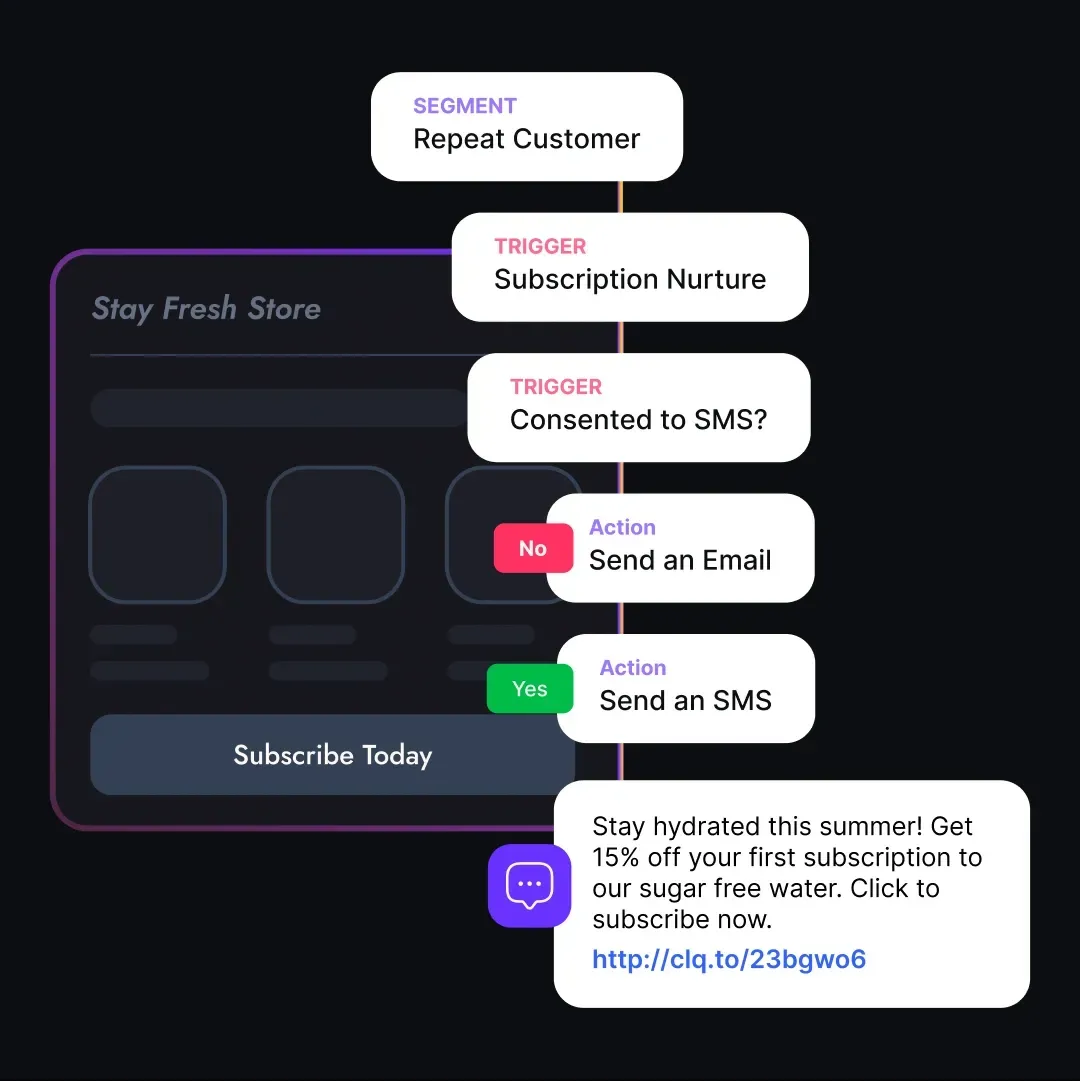 SEGMENT
Repeat Customer
TRIGGER
Subscription Nurture
Stay Fresh Store
TRIGGER
Consented to SMS?
No
Action
Send an Email
Yes
Action
Send an SMS
Subscribe Today
Stay hydrated this summer! Get
15% off your first subscription to
our sugar free water. Click to
subscribe now.
http://clq.to/23bgwo6